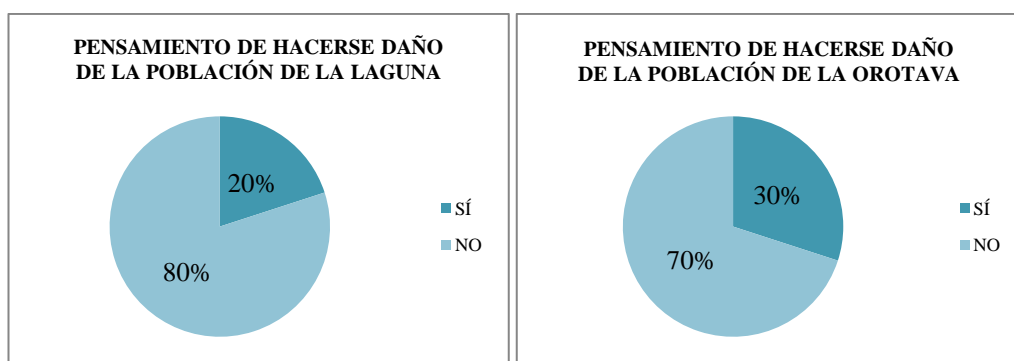 PENSAMIENTO DE HACERSE DAÑO
DE LA POBLACIÓN DE LA LAGUNA
20%
80%
SÍ
NO
PENSAMIENTO DE HACERSE DAÑO
DE LA POBLACIÓN DE LA OROTAVA
30%
70%
SÍ
NO